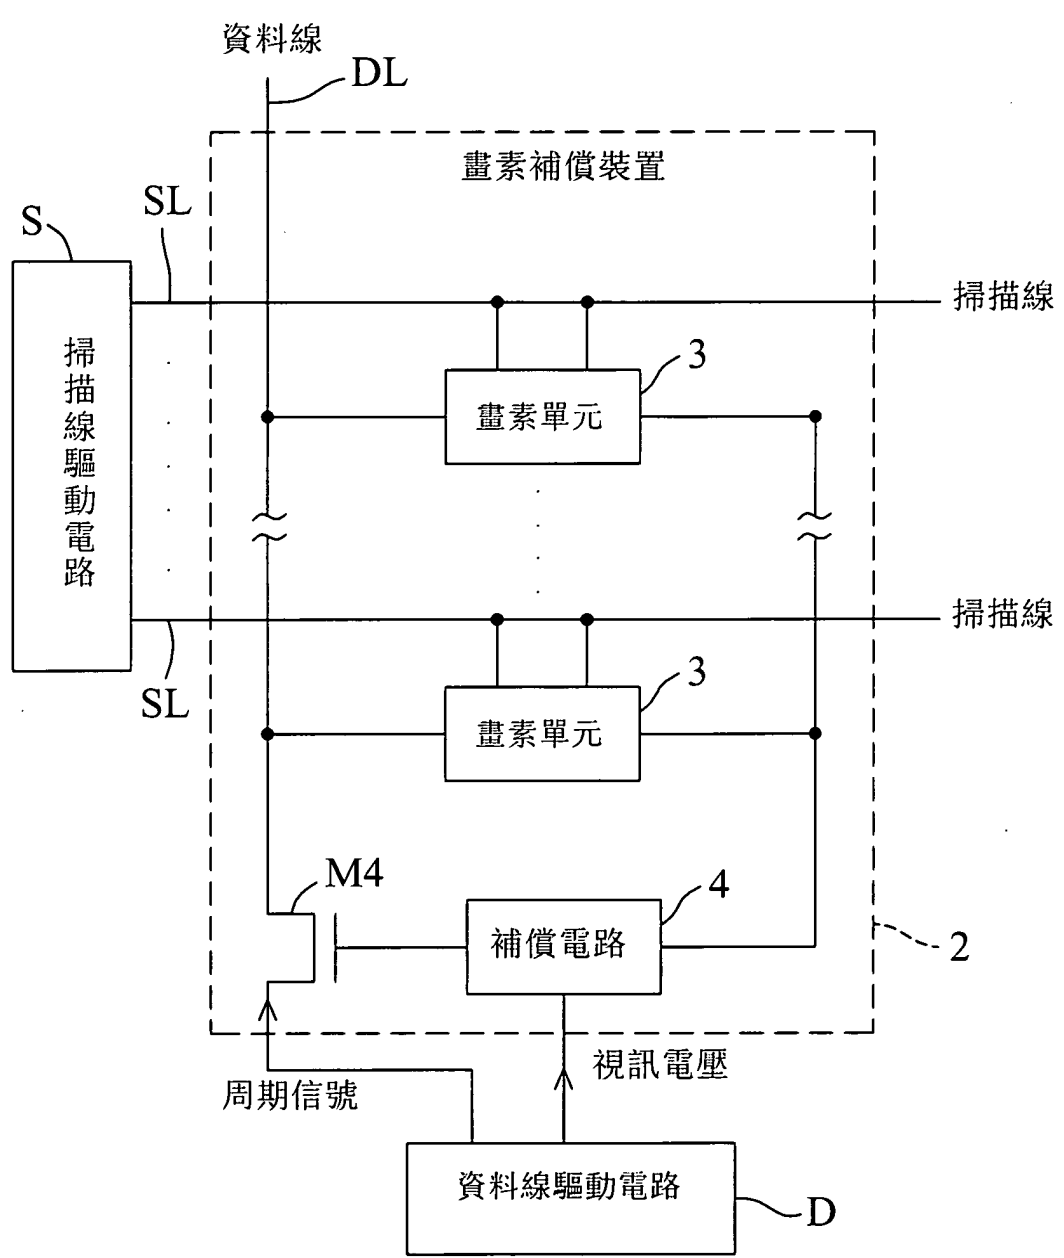 資料線
DL
畫素補償裝置
SL
S
掃描線
掃描線驅動電路
3
畫素單元
掃描線
SL
3
畫素單元
M4
4
補償電路
2
視訊電壓
周期信號
資料線驅動電路
D